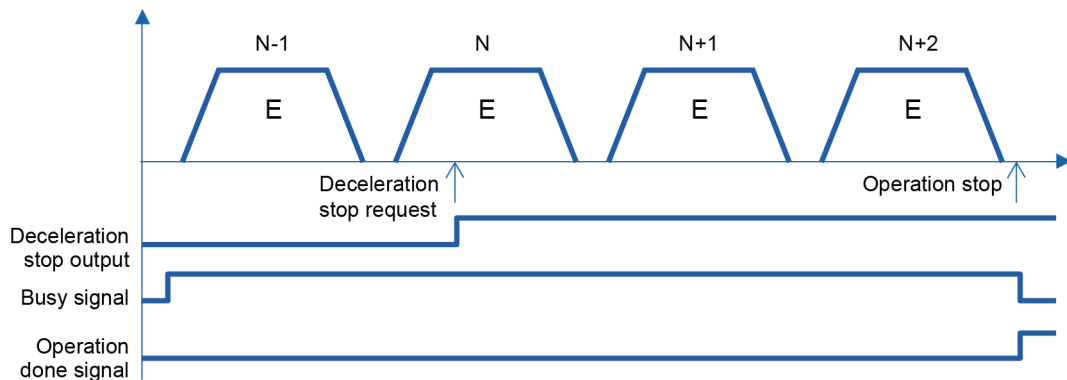 N-1
N
N+1
N+2
E
E
E
E
Deceleration
stop request
Operation stop
Deceleration
stop output
Busy signal
Operation
done signal